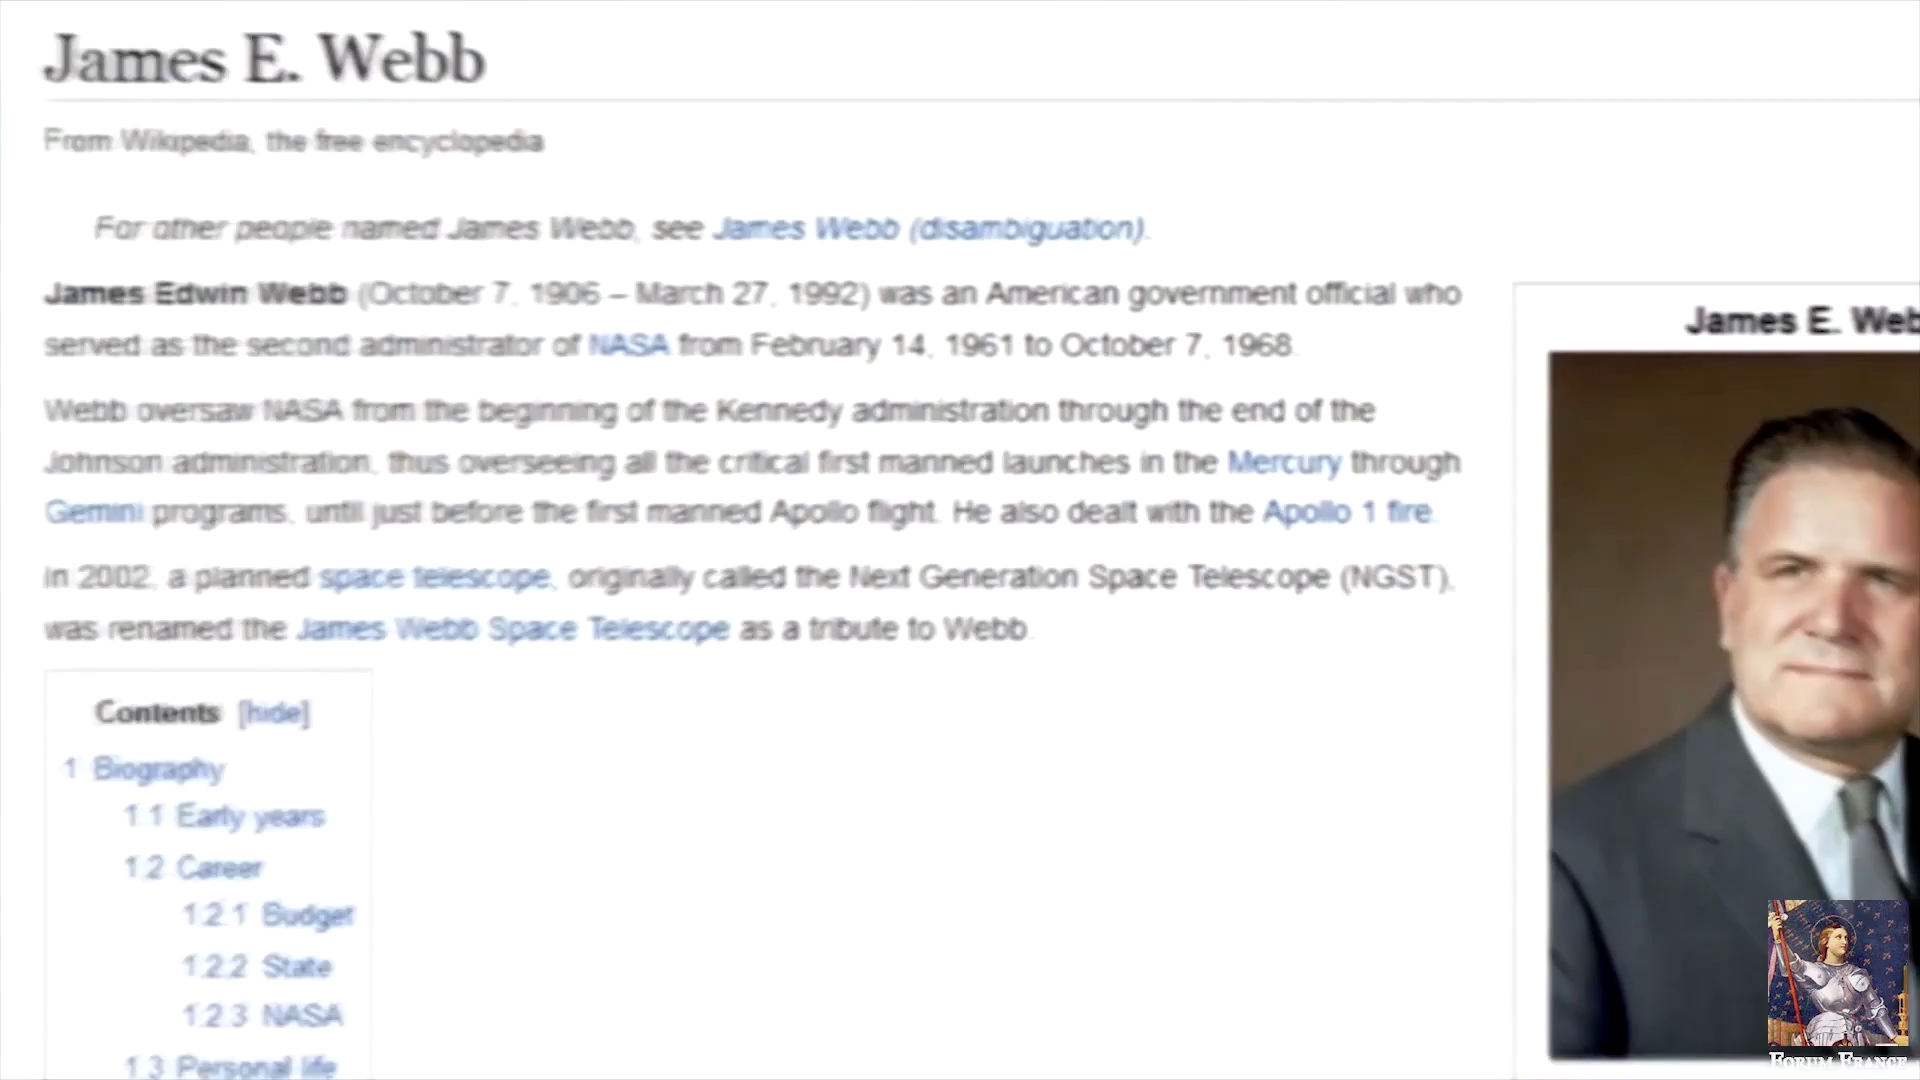 James E. Webb
From Wikipedia, the free encyclopedia
For other people named James Webb, see James Webb (disambiguation).
James Edwin Webb (October 7, 1906 – March 27, 1992) was an American government official who
served as the second administrator of NASA from February 14, 1961 to October 7, 1968.
Webb oversaw NASA from the beginning of the Kennedy administration through the end of the
Johnson administration, thus overseeing all the critical first manned launches in the Mercury through
Gemini programs, until just before the first manned Apollo flight. He also dealt with the Apollo 1 fire.
In 2002, a planned space telescope, originally called the Next Generation Space Telescope (NGST),
was renamed the James Webb Space Telescope as a tribute to Webb.
Contents [hide]
1 Biography
1.1 Early years
1.2 Career
1.2.1 Budget
1.2.2 State
1.2.3 NASA
1.3 Personal life
James E. Web
FORUM FRANCE